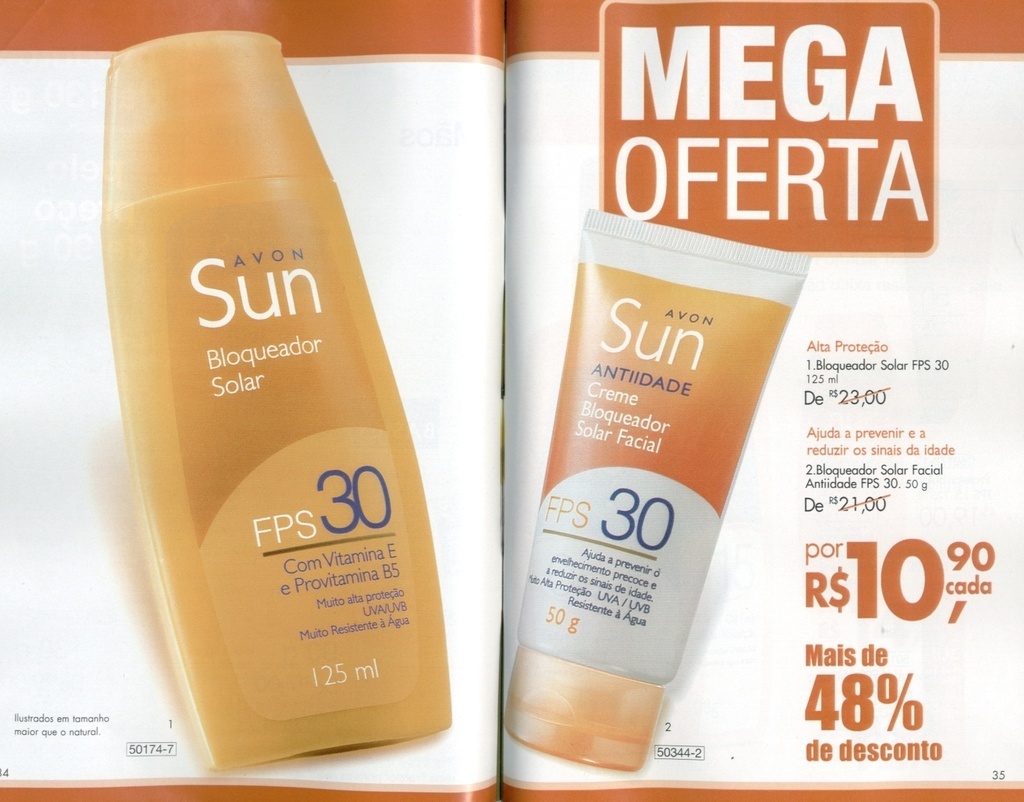 AVON
Sun
Bloqueador
Solar
FPS 30
Com Vitamina E
e Provitamina B5
Muito alta proteção
UVA/UVB
Muito Resistente à Água
125 ml
Ilustrados em tamanho
maior que o natural.
1
50174-7
34
MEGA
OFERTA
AVON
Sun
ANTIIDADE
Creme
Bloqueador
Solar Facial
FPS 30
Ajuda a prevenir o
envelhecimento precoce e
a reduzir os sinais de idade.
Muito Alta Proteção UVA / UVB
Resistente à Água
50 g
2
50344-2
Alta Proteção
1.Bloqueador Solar FPS 30
125 ml
De R$23,00
Ajuda a prevenir e a
reduzir os sinais da idade
2.Bloqueador Solar Facial
Antiidade FPS 30. 50 g
De R$21,00
por
R$10,90
cada
Mais de
48%
de desconto
35